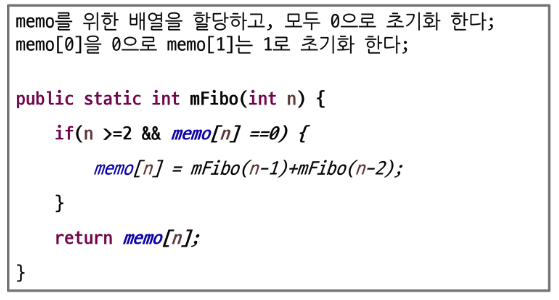 memo를 위한 배열을 할당하고, 모두 0으로 초기화 한다;
memo[0]을 0으로 memo[1]는 1로 초기화 한다;
public static int mFibo(int n) {
if(n >=2 && memo[n] ==0) {
memo[n] = mFibo(n-1)+mFibo(n-2);
}
return memo[n];
}